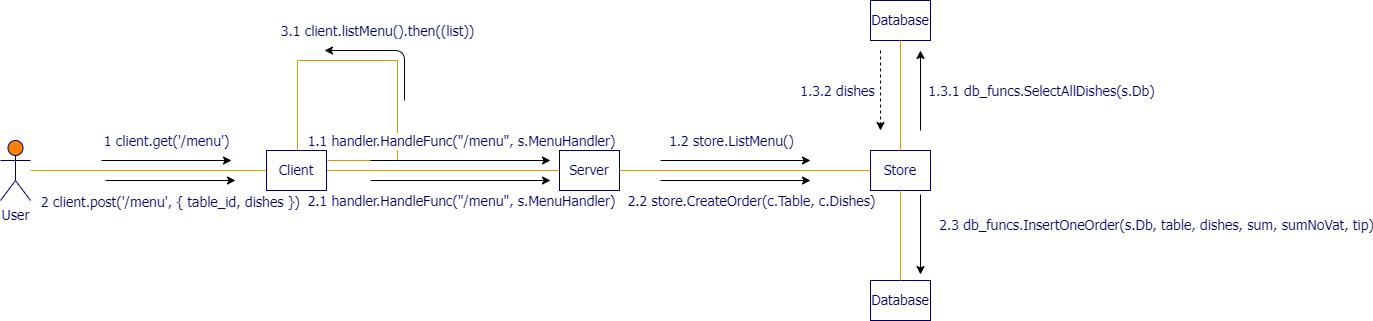 Database
3.1 client.listMenu().then((list))
1.3.2 dishes
1.3.1 db_funcs.SelectAllDishes(s.Db)
1 client.get('/menu')
1.1 handler.HandleFunc("/menu", s.MenuHandler)
1.2 store.ListMenu()
Client
Server
Store
User
2 client.post('/menu', { table_id, dishes })
2.1 handler.HandleFunc("/menu", s.MenuHandler)
2.2 store.CreateOrder(c.Table, c.Dishes)
2.3 db_funcs.InsertOneOrder(s.Db, table, dishes, sum, sumNoVat, tip)
Database